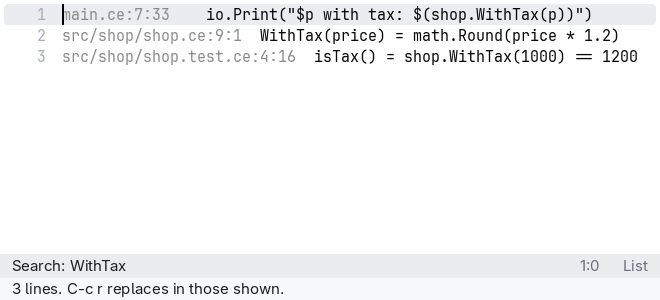 1 main.ce:7:33 io.Print("$p with tax: $(shop.WithTax(p))")
2 src/shop/shop.ce:9:1 WithTax(price) = math.Round(price * 1.2)
3 src/shop/shop.test.ce:4:16 isTax() = shop.WithTax(1000) == 1200
Search: WithTax 1:0 List
3 lines. C-c r replaces in those shown.